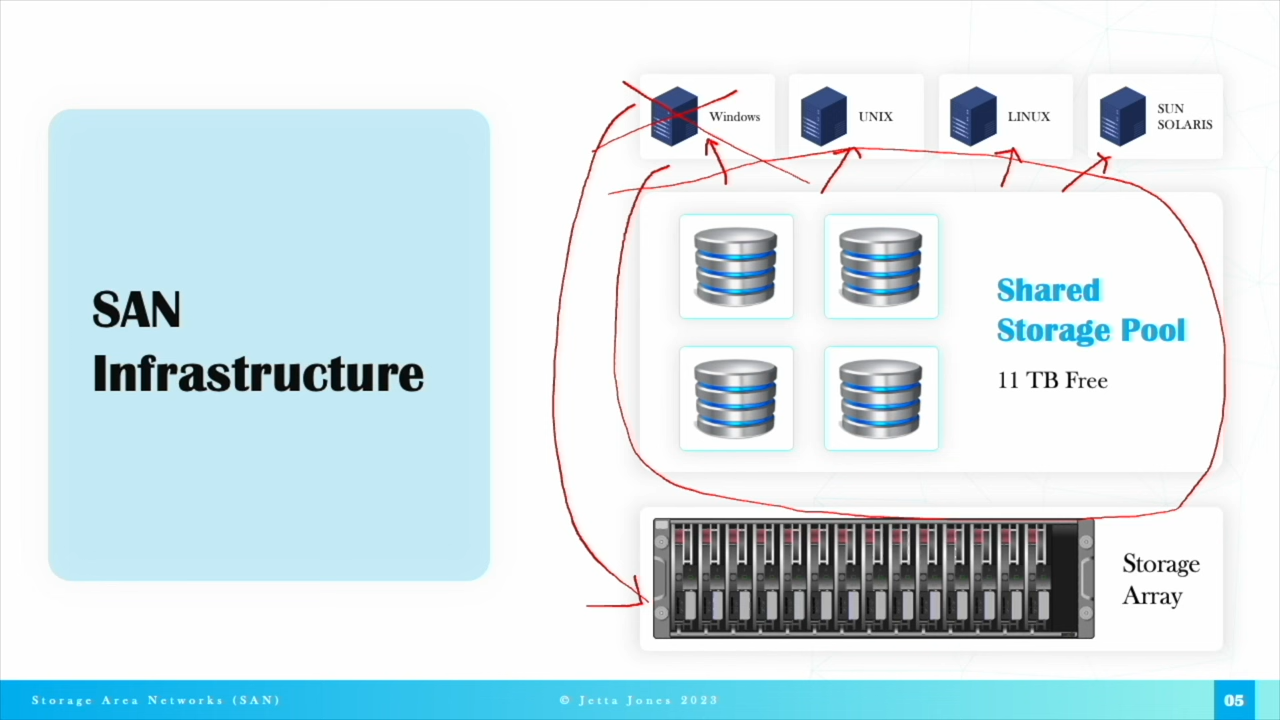 SAN
Infrastructure
Windows
UNIX
LINUX
SUN
SOLARIS
Shared
Storage Pool
11 TB Free
Storage
Array
Storage Area Networks (SAN)
© Jetta Jones 2023
05